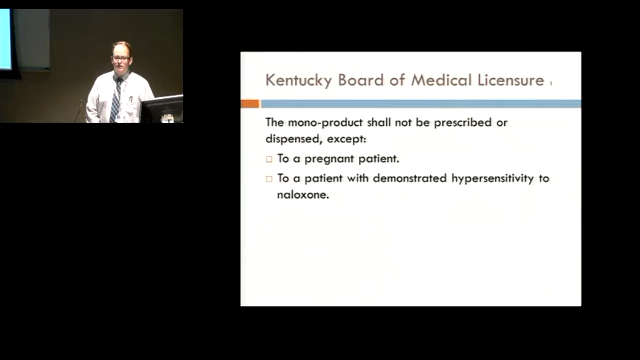 Kentucky Board of Medical Licensure 1
The mono-product shall not be prescribed or
dispensed, except:
To a pregnant patient.
To a patient with demonstrated hypersensitivity to
naloxone.